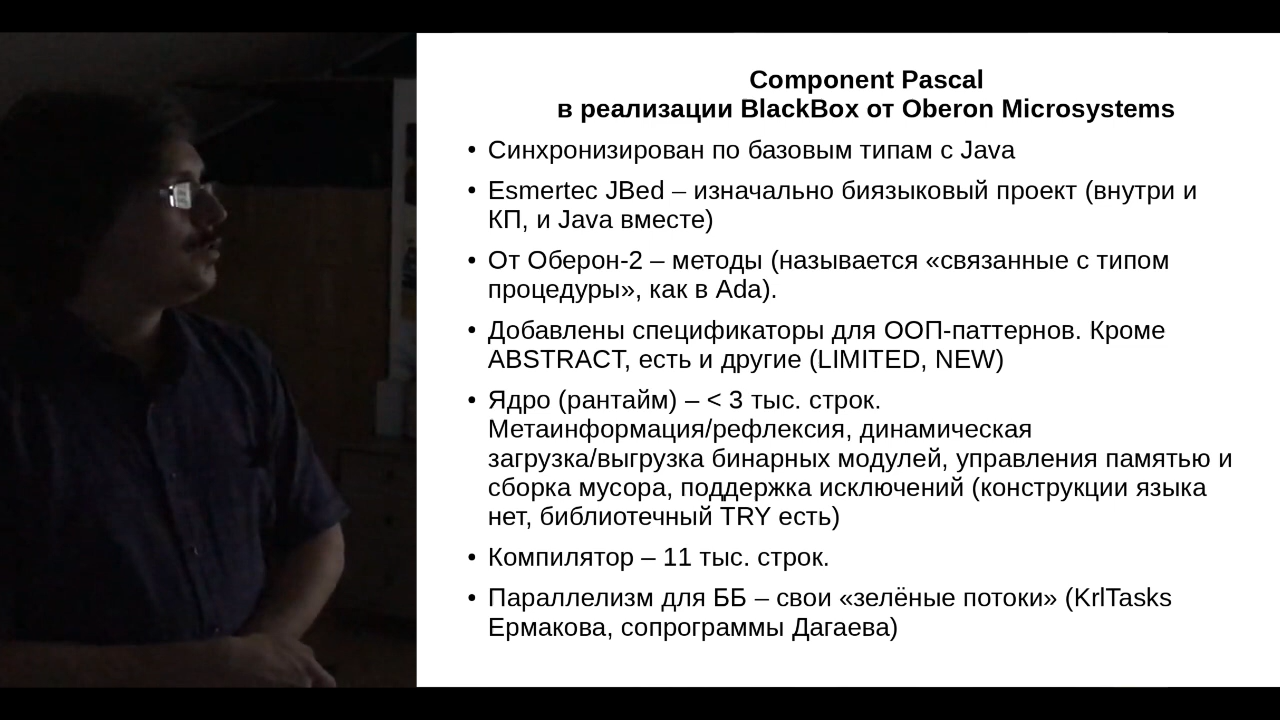 Component Pascal
в реализации BlackBox от Oberon Microsystems
• Синхронизирован по базовым типам с Java
• Esmertec JBed – изначально биязыковый проект (внутри и
КП, и Java вместе)
• От Оберон-2 – методы (называется «связанные с типом
процедуры», как в Ada).
• Добавлены спецификаторы для ООП-паттернов. Кроме
ABSTRACT, есть и другие (LIMITED, NEW)
• Ядро (рантайм) – < 3 тыс. строк.
Метаинформация/рефлексия, динамическая
загрузка/выгрузка бинарных модулей, управления памятью и
сборка мусора, поддержка исключений (конструкции языка
нет, библиотечный TRY есть)
• Компилятор – 11 тыс. строк.
• Параллелизм для ББ – свои «зелёные потоки» (KrlTasks
Ермакова, сопрограммы Дагаева)